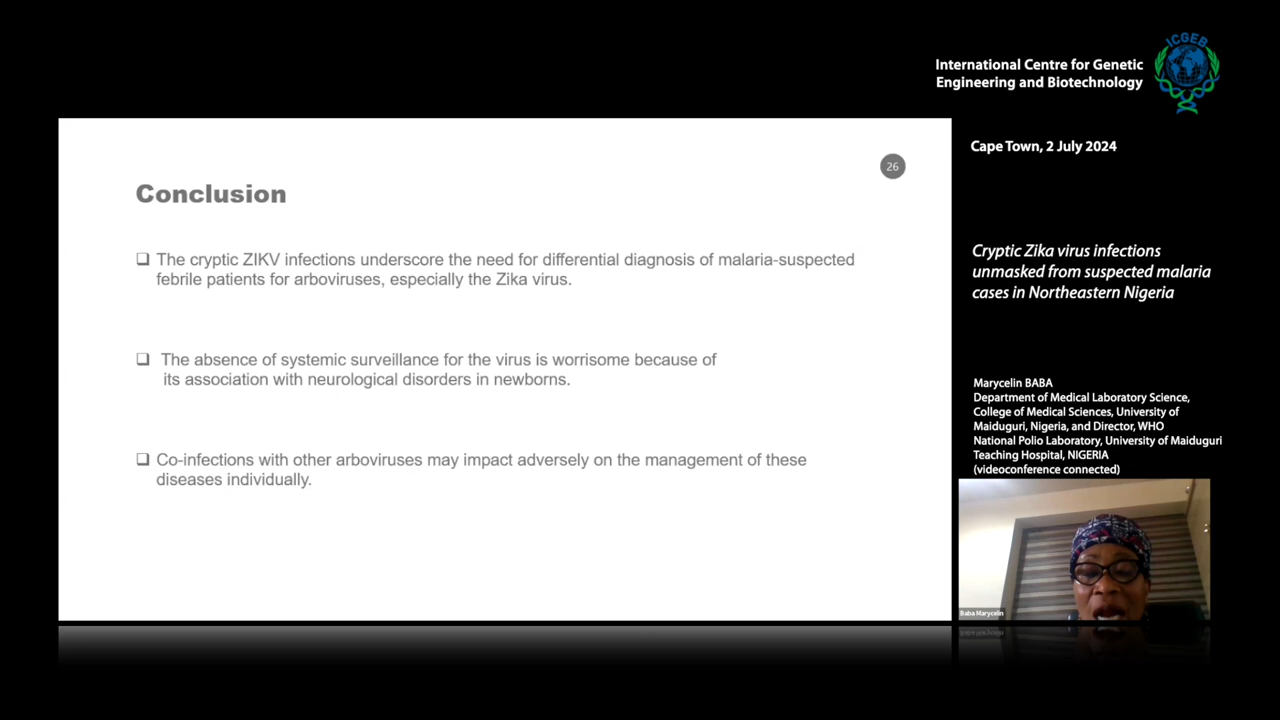 ICGEB
International Centre for Genetic
Engineering and Biotechnology
Cape Town, 2 July 2024
26
Conclusion
❑ The cryptic ZIKV infections underscore the need for differential diagnosis of malaria-suspected
febrile patients for arboviruses, especially the Zika virus.
❑ The absence of systemic surveillance for the virus is worrisome because of
its association with neurological disorders in newborns.
❑ Co-infections with other arboviruses may impact adversely on the management of these
diseases individually.
Cryptic Zika virus infections
unmasked from suspected malaria
cases in Northeastern Nigeria
Marycelin BABA
Department of Medical Laboratory Science,
College of Medical Sciences, University of
Maiduguri, Nigeria, and Director, WHO
National Polio Laboratory, University of Maiduguri
Teaching Hospital, NIGERIA
(videoconference connected)
Baba Marycelin